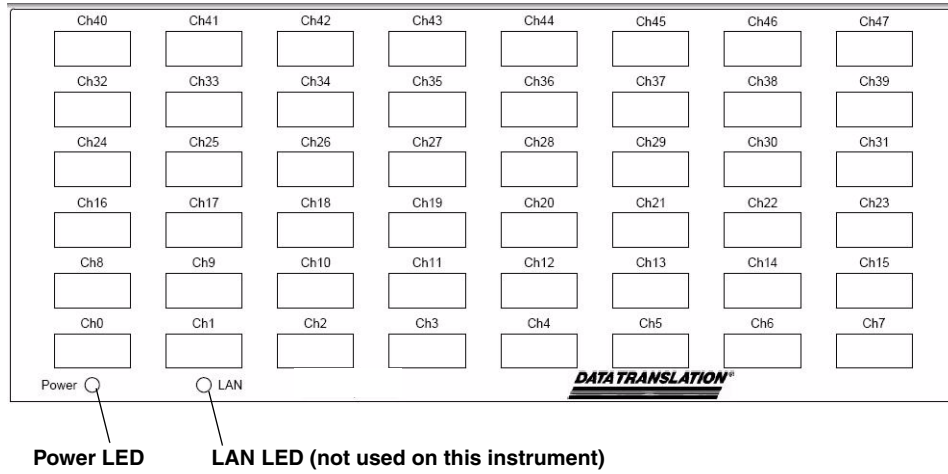 Ch40 Ch41 Ch42 Ch43 Ch44 Ch45 Ch46 Ch47
Ch32 Ch33 Ch34 Ch35 Ch36 Ch37 Ch38 Ch39
Ch24 Ch25 Ch26 Ch27 Ch28 Ch29 Ch30 Ch31
Ch16 Ch17 Ch18 Ch19 Ch20 Ch21 Ch22 Ch23
Ch8 Ch9 Ch10 Ch11 Ch12 Ch13 Ch14 Ch15
Ch0 Ch1 Ch2 Ch3 Ch4 Ch5 Ch6 Ch7
Power LAN DATA TRANSLATION®
Power LED LAN LED (not used on this instrument)